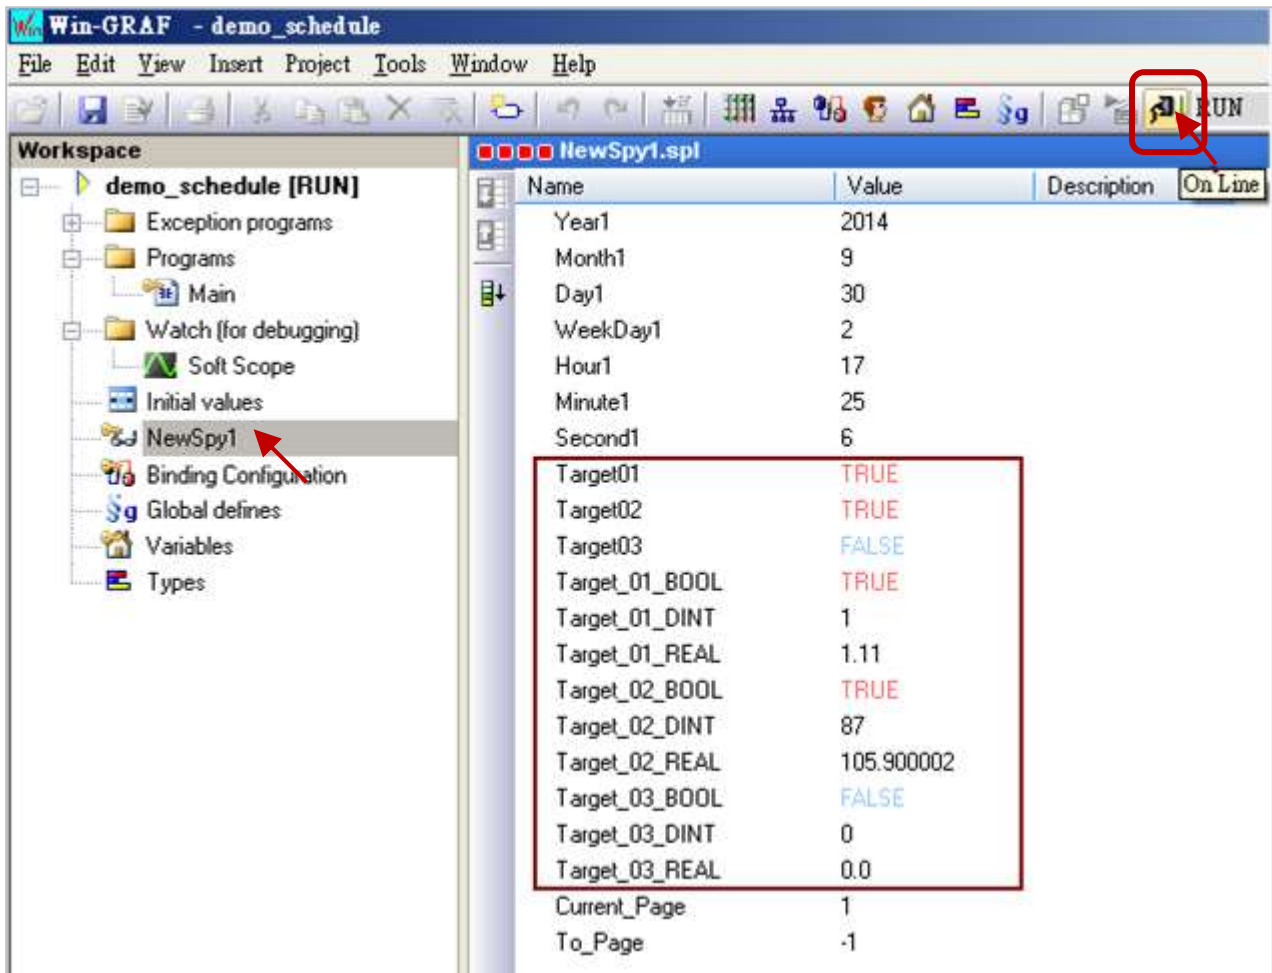 Win-GRAF - demo_schedule
File Edit View Insert Project Tools Window Help
RUN
On Line
Workspace
demo_schedule [RUN]
Exception programs
Programs
Main
Watch (for debugging)
Soft Scope
Initial values
NewSpy1
Binding Configuration
Global defines
Variables
Types
NewSpy1.spl
Name Value Description
Year1 2014
Month1 9
Day1 30
WeekDay1 2
Hour1 17
Minute1 25
Second1 6
Target01 TRUE
Target02 TRUE
Target03 FALSE
Target_01_BOOL TRUE
Target_01_DINT 1
Target_01_REAL 1.11
Target_02_BOOL TRUE
Target_02_DINT 87
Target_02_REAL 105.900002
Target_03_BOOL FALSE
Target_03_DINT 0
Target_03_REAL 0.0
Current_Page 1
To_Page -1